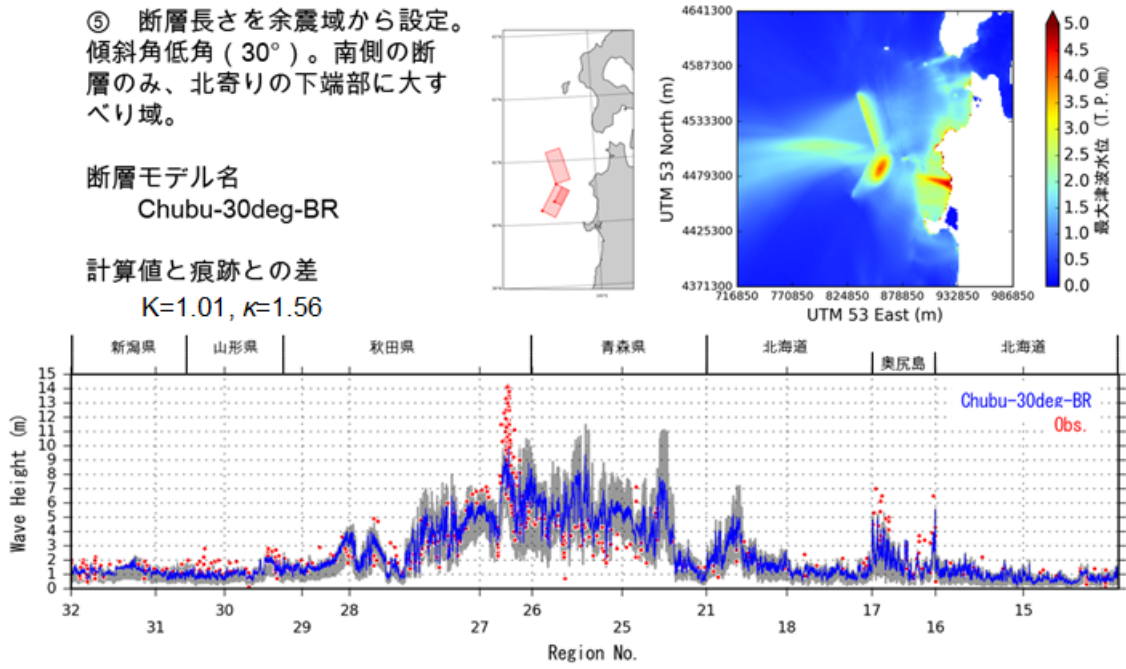 ⑤　断層長さを余震域から設定。
傾斜角低角（30°）。南側の断
層のみ、北寄りの下端部に大す
べり域。
断層モデル名
Chubu-30deg-BR
計算値と痕跡との差
K=1.01, κ=1.56
4641300
4587300
4533300
4479300
4425300
4371300
UTM 53 North (m)
716850 770850 824850 878850 932850 986850
UTM 53 East (m)
5.0
4.5
4.0
3.5
3.0
2.5
2.0
1.5
1.0
0.5
0.0
最大津波水位 (T.P.0m)
新潟県 山形県 秋田県 青森県 北海道 奥尻島 北海道
15
14
13
12
11
10
9
8
7
6
5
4
3
2
1
0
Wave Height (m)
Chubu-30deg-BR
Obs.
32 30 28 26 21 17 15
31 29 27 25 18 16
Region No.